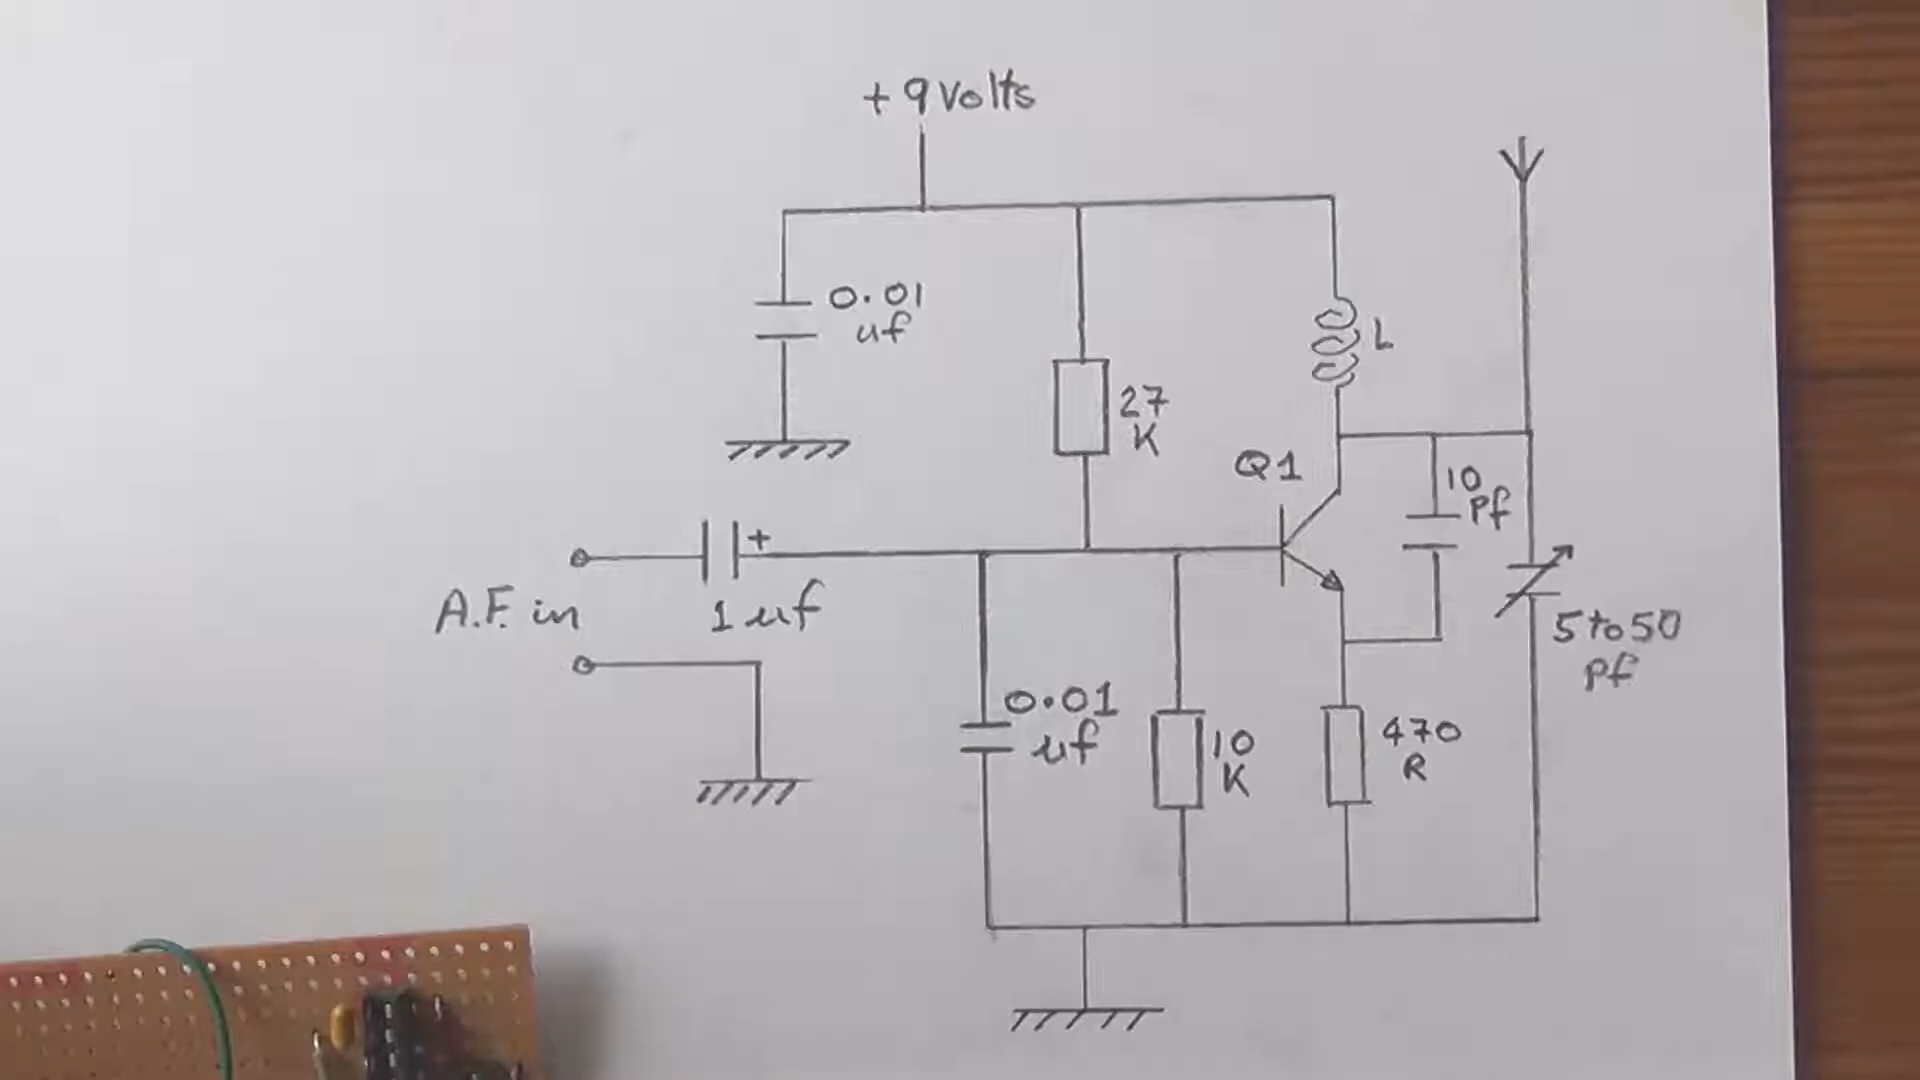 +9 Volts
0.01
uf
27
K
L
Q1
10
Pf
+
A.F. in
1 uf
5 to 50
pf
0.01
uf
10
K
470
R